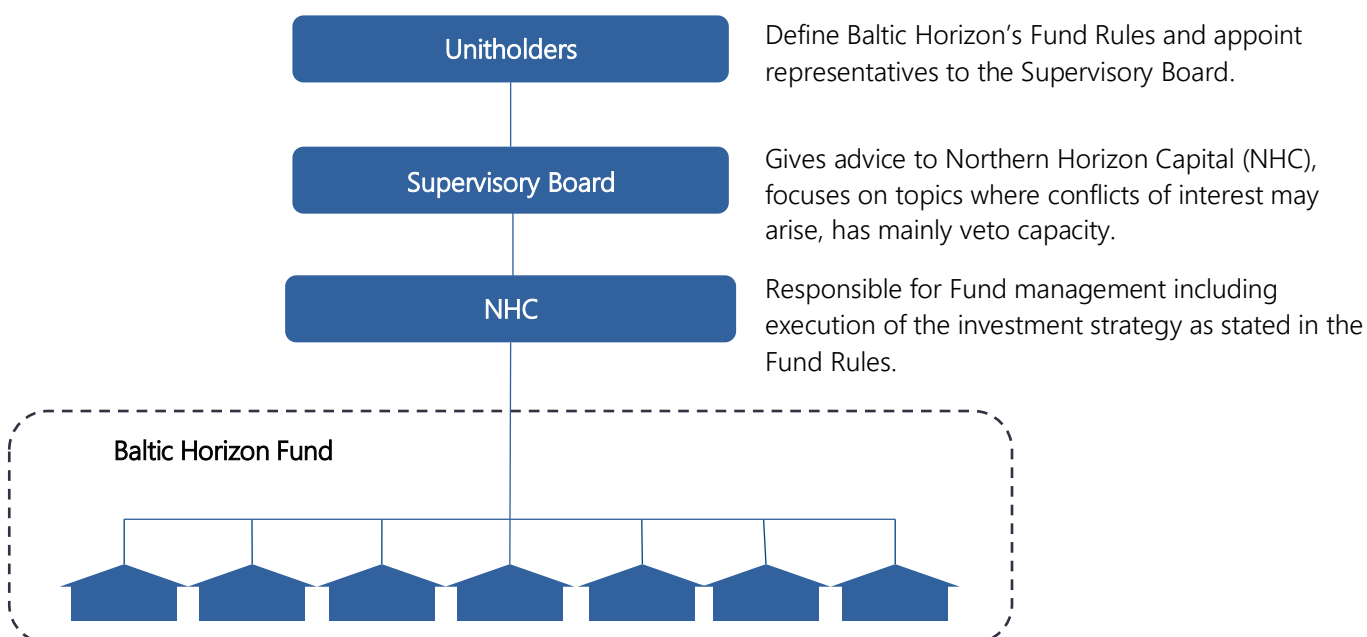 Unitholders
Define Baltic Horizon’s Fund Rules and appoint
representatives to the Supervisory Board.
Supervisory Board
Gives advice to Northern Horizon Capital (NHC),
focuses on topics where conflicts of interest may
arise, has mainly veto capacity.
NHC
Responsible for Fund management including
execution of the investment strategy as stated in the
Fund Rules.
Baltic Horizon Fund